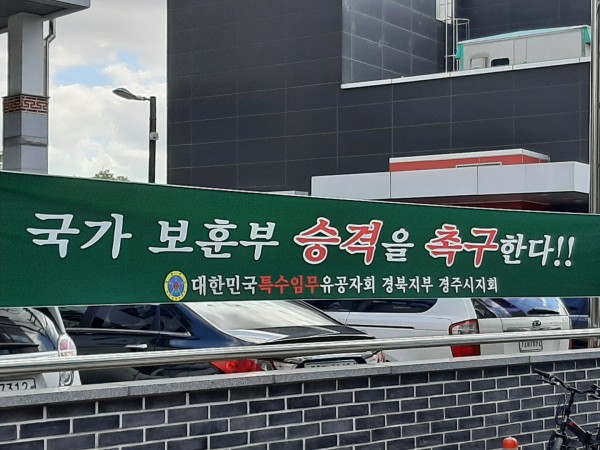 국가 보훈부 승격을 촉구한다!!
대한민국특수임무유공자회 경북지부 경주시지회